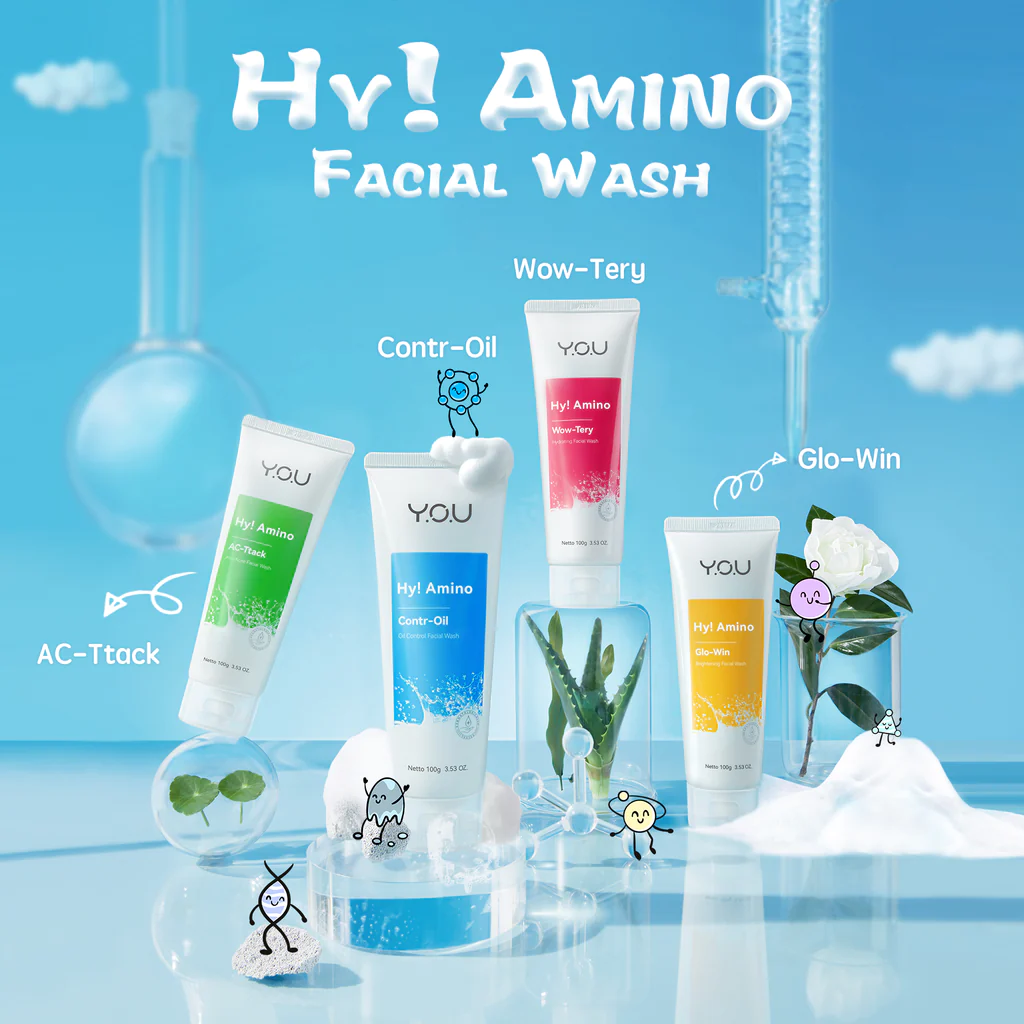 Hy! Amino
Facial Wash
Wow-Tery
Contr-Oil
Glo-Win
AC-Ttack
Y.O.U
Hy! Amino
AC-Ttack
Facial Wash
Netto 100g 3.53 OZ.
Y.O.U
Hy! Amino
Contr-Oil
Oil Control Facial Wash
Netto 100g 3.53 OZ.
Y.O.U
Hy! Amino
Wow-Tery
Hydrating Facial Wash
Netto 100g 3.53 OZ.
Y.O.U
Hy! Amino
Glo-Win
Brightening Facial Wash
Netto 100g 3.53 OZ.